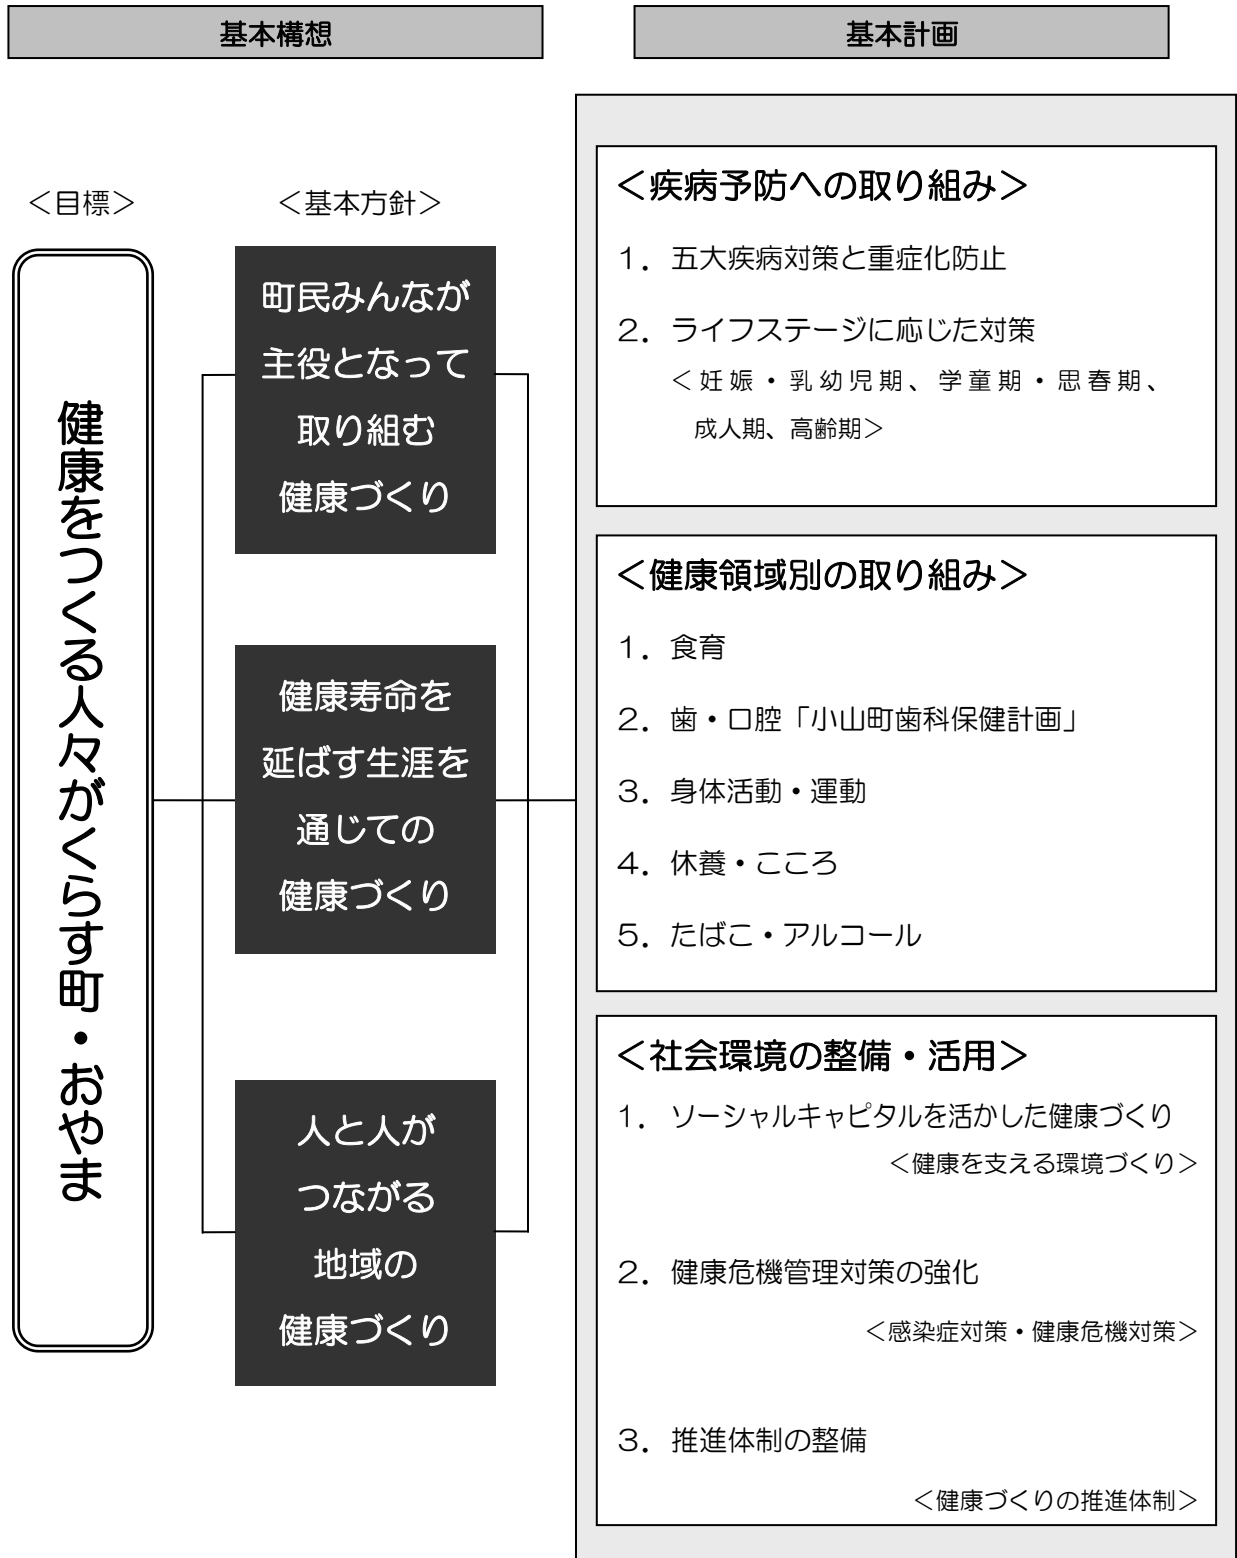 基本構想
基本計画
＜目標＞
＜基本方針＞
健康をつくる人々がくらす町・おやま
町民みんなが
主役となって
取り組む
健康づくり
健康寿命を
延ばす生涯を
通じての
健康づくり
人と人が
つながる
地域の
健康づくり
＜疾病予防への取り組み＞
１．五大疾病対策と重症化防止
２．ライフステージに応じた対策
＜妊娠・乳幼児期、学童期・思春期、
成人期、高齢期＞
＜健康領域別の取り組み＞
１．食育
２．歯・口腔「小山町歯科保健計画」
３．身体活動・運動
４．休養・こころ
５．たばこ・アルコール
＜社会環境の整備・活用＞
１．ソーシャルキャピタルを活かした健康づくり
＜健康を支える環境づくり＞
２．健康危機管理対策の強化
＜感染症対策・健康危機対策＞
３．推進体制の整備
＜健康づくりの推進体制＞